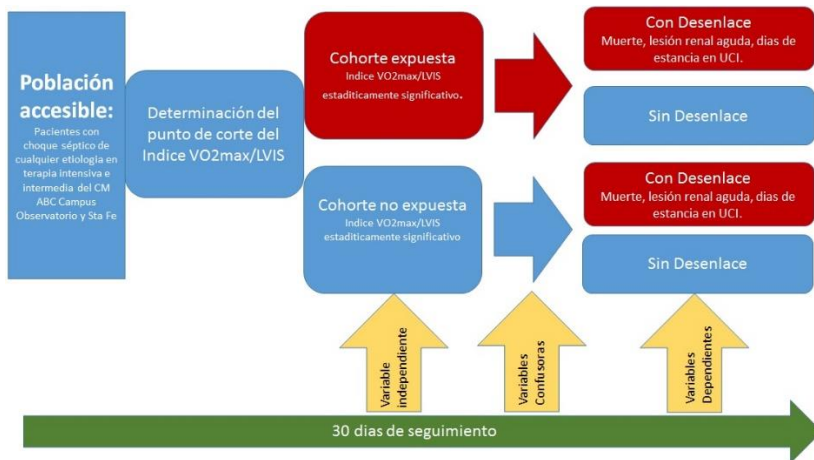 Población
accesible:
Pacientes con
choque séptico de
cualquier etiologia en
terapia intensiva e
intermedia del CM
ABC Campus
Observatorio y Sta Fe
Determinación del
punto de corte del
Indice VO2max/LVIS
Cohorte expuesta
Indice VO2max/LVIS
estadíticamente significativo.
Con Desenlace
Muerte, lesión renal aguda, dias de
estancia en UCI.
Sin Desenlace
Cohorte no expuesta
Indice VO2max/LVIS
estadíticamente significativo
Con Desenlace
Muerte, lesión renal aguda, dias de
estancia en UCI.
Sin Desenlace
Variable
independiente
Variables
Confusoras
Variables
Dependientes
30 dias de seguimiento